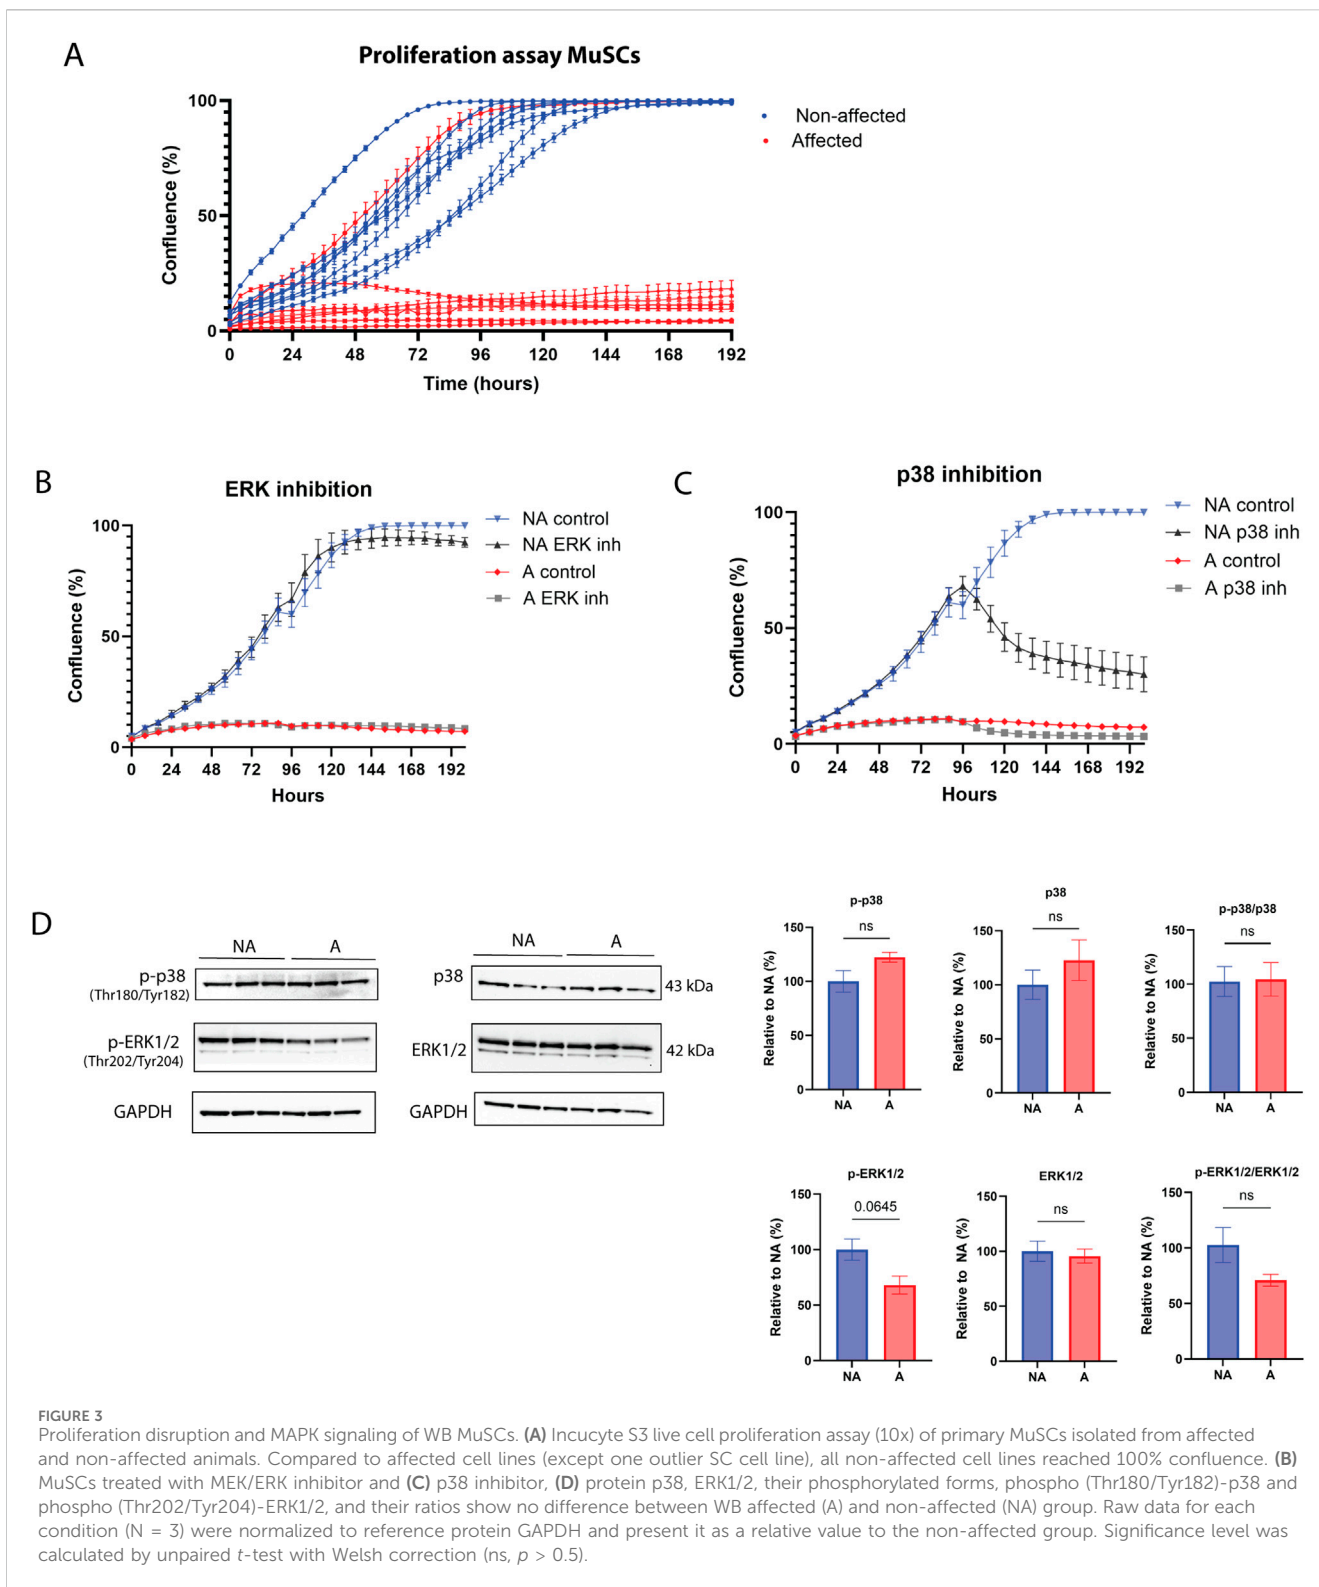 A
Proliferation assay MuSCs
100
50
0
Confluence (%)
0 24 48 72 96 120 144 168 192
Time (hours)
Non-affected
Affected
B
ERK inhibition
100
50
0
Confluence (%)
0 24 48 72 96 120 144 168 192
Hours
NA control
NA ERK inh
A control
A ERK inh
C
p38 inhibition
100
50
0
Confluence (%)
0 24 48 72 96 120 144 168 192
Hours
NA control
NA p38 inh
A control
A p38 inh
D
NA A
p-p38
(Thr180/Tyr182)
p-ERK1/2
(Thr202/Tyr204)
GAPDH
NA A
p38
43 kDa
ERK1/2
42 kDa
GAPDH
p-p38
ns
150
100
50
0
Relative to NA (%)
NA A
p38
ns
150
100
50
0
Relative to NA (%)
NA A
p-p38/p38
ns
150
100
50
0
Relative to NA (%)
NA A
p-ERK1/2
0.0645
150
100
50
0
Relative to NA (%)
NA A
ERK1/2
ns
150
100
50
0
Relative to NA (%)
NA A
p-ERK1/2/ERK1/2
ns
150
100
50
0
Relative to NA (%)
NA A
FIGURE 3
Proliferation disruption and MAPK signaling of WB MuSCs. (A) Incucyte S3 live cell proliferation assay (10x) of primary MuSCs isolated from affected
and non-affected animals. Compared to affected cell lines (except one outlier SC cell line), all non-affected cell lines reached 100% confluence. (B)
MuSCs treated with MEK/ERK inhibitor and (C) p38 inhibitor, (D) protein p38, ERK1/2, their phosphorylated forms, phospho (Thr180/Tyr182)-p38 and
phospho (Thr202/Tyr204)-ERK1/2, and their ratios show no difference between WB affected (A) and non-affected (NA) group. Raw data for each
condition (N = 3) were normalized to reference protein GAPDH and present it as a relative value to the non-affected group. Significance level was
calculated by unpaired t-test with Welsh correction (ns, p > 0.5).